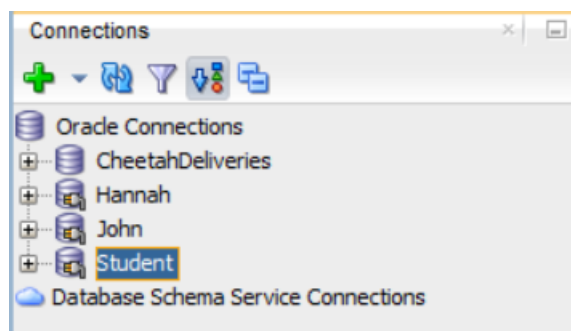 Connections
Oracle Connections
CheetahDeliveries
Hannah
John
Student
Database Schema Service Connections